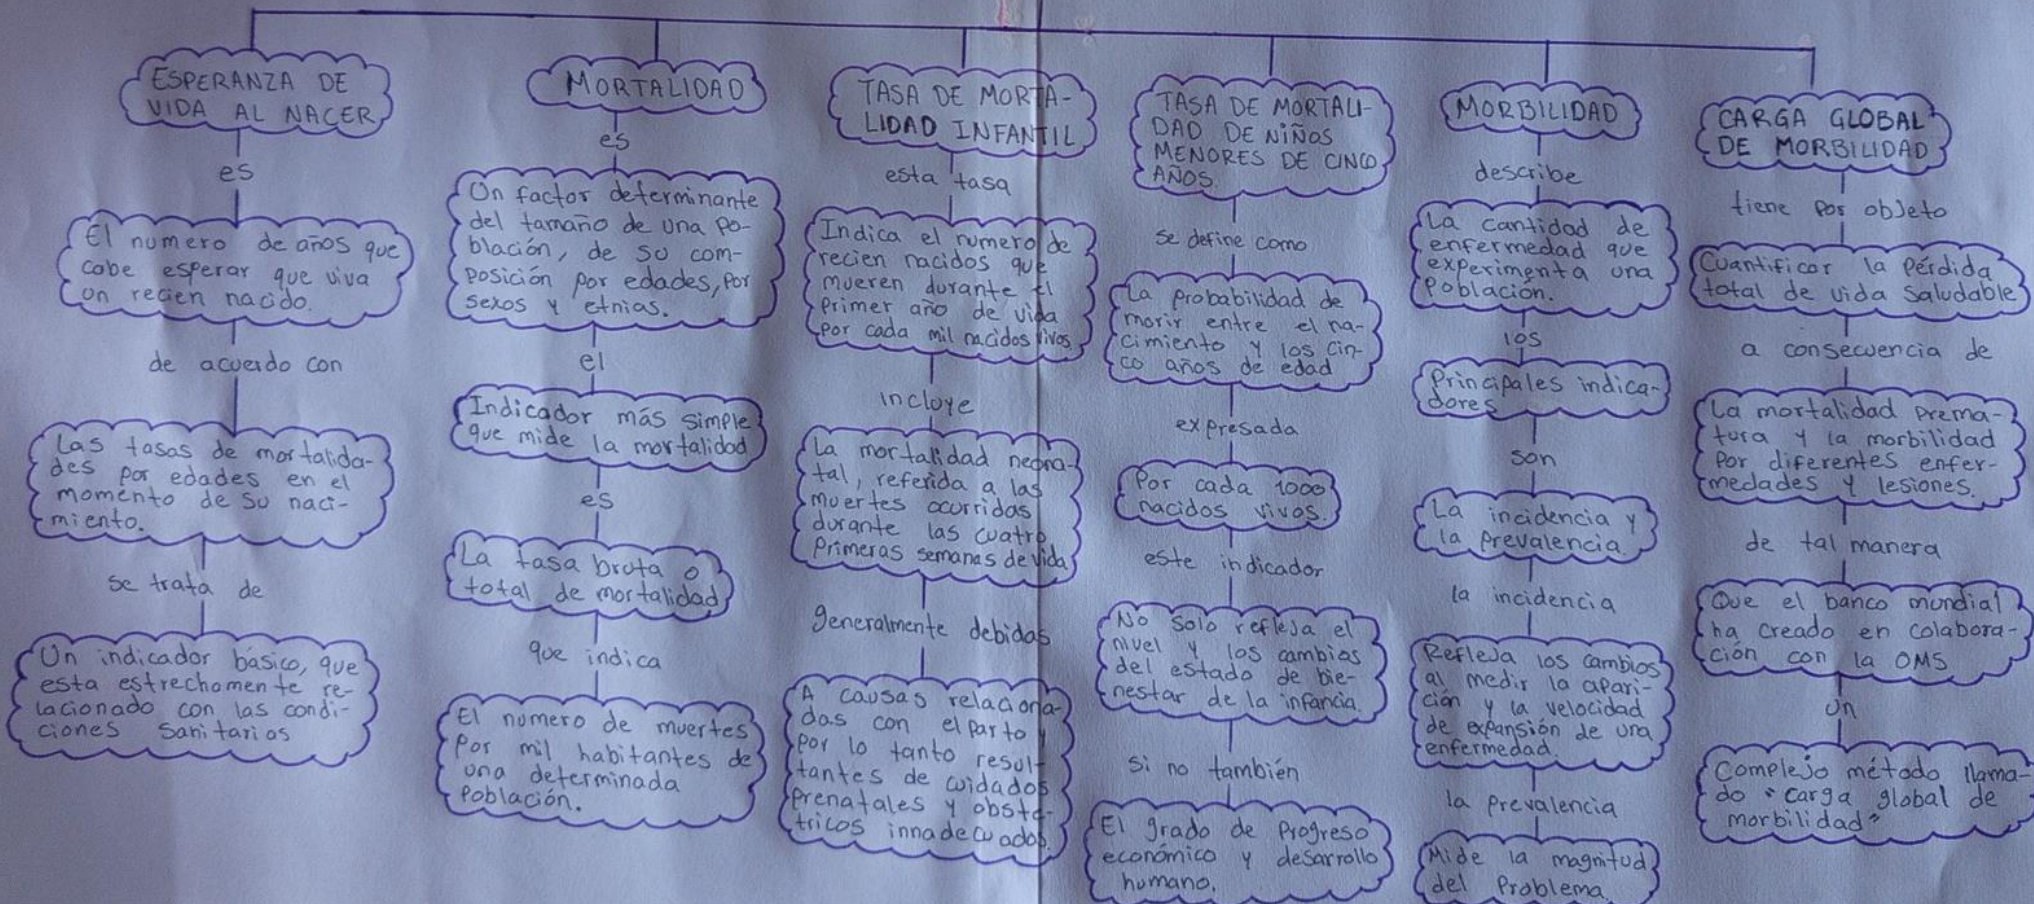 ESPERANZA DE
VIDA AL NACER
es
El numero de años que
cabe esperar que viva
un recien nacido.
de acuerdo con
Las tasas de mortalida-
des por edades en el
momento de su naci-
miento.
se trata de
Un indicador básico, que
esta estrechamente re-
lacionado con las condi-
ciones sanitarias
MORTALIDAD
es
Un factor determinante
del tamaño de una po-
blación, de su com-
posición por edades, por
sexos y etnias.
el
Indicador más simple
que mide la mortalidad
es
La tasa bruta o
total de mortalidad
que indica
El numero de muertes
por mil habitantes de
una determinada
población.
TASA DE MORTA-
LIDAD INFANTIL
esta tasa
Indica el numero de
recien nacidos que
mueren durante el
primer año de vida
por cada mil nacidos vivos
incluye
La mortalidad neona-
tal, referida a las
muertes ocurridas
durante las cuatro
primeras semanas de vida
generalmente debidas
A causas relaciona-
das con el parto y
por lo tanto resul-
tantes de cuidados
prenatales y obste-
tricos innadecuados.
TASA DE MORTALI-
DAD DE NIÑOS
MENORES DE CINCO
AÑOS.
se define como
La probabilidad de
morir entre el na-
cimiento y los cin-
co años de edad
expresada
Por cada 1000
nacidos vivos.
este indicador
No solo refleja el
nivel y los cambios
del estado de bie-
nestar de la infancia.
si no también
El grado de progreso
económico y desarrollo
humano.
MORBILIDAD
describe
La cantidad de
enfermedad que
experimenta una
población.
los
Principales indica-
dores
son
La incidencia y
la prevalencia
la incidencia
Refleja los cambios
al medir la apari-
ción y la velocidad
de expansión de una
enfermedad.
la prevalencia
Mide la magnitud
del problema.
CARGA GLOBAL
DE MORBILIDAD
tiene por objeto
Cuantificar la pérdida
total de vida saludable
a consecuencia de
La mortalidad prema-
tura y la morbilidad
por diferentes enfer-
medades y lesiones.
de tal manera
Que el banco mundial
ha creado en colabora-
ción con la OMS
un
Complejo método llama-
do "carga global de
morbilidad"